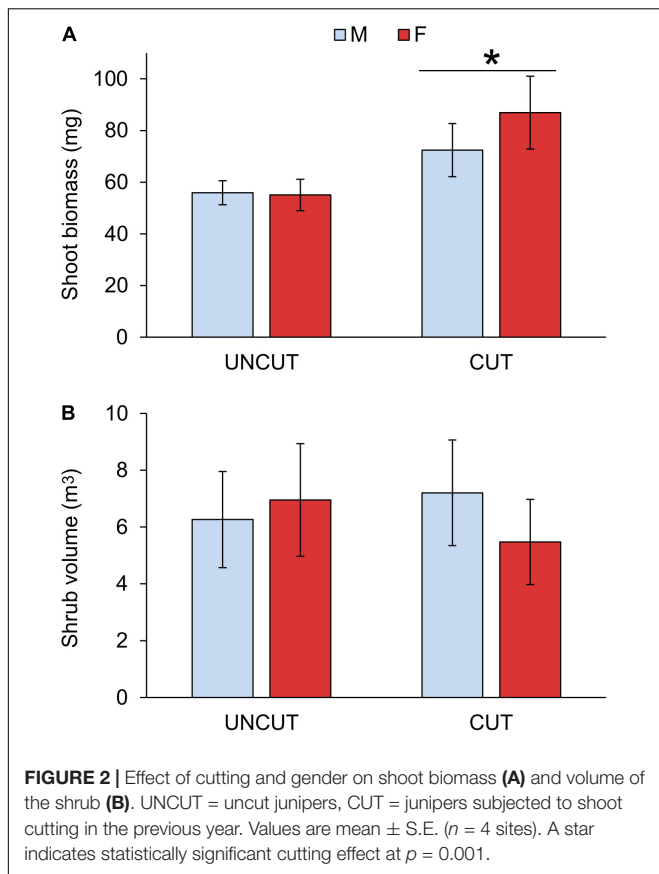 A
M F
*
Shoot biomass (mg)
100
80
60
40
20
0
UNCUT CUT
B
Shrub volume (m³)
10
8
6
4
2
0
UNCUT CUT
FIGURE 2 | Effect of cutting and gender on shoot biomass (A) and volume of
the shrub (B). UNCUT = uncut junipers, CUT = junipers subjected to shoot
cutting in the previous year. Values are mean ± S.E. (n = 4 sites). A star
indicates statistically significant cutting effect at p = 0.001.